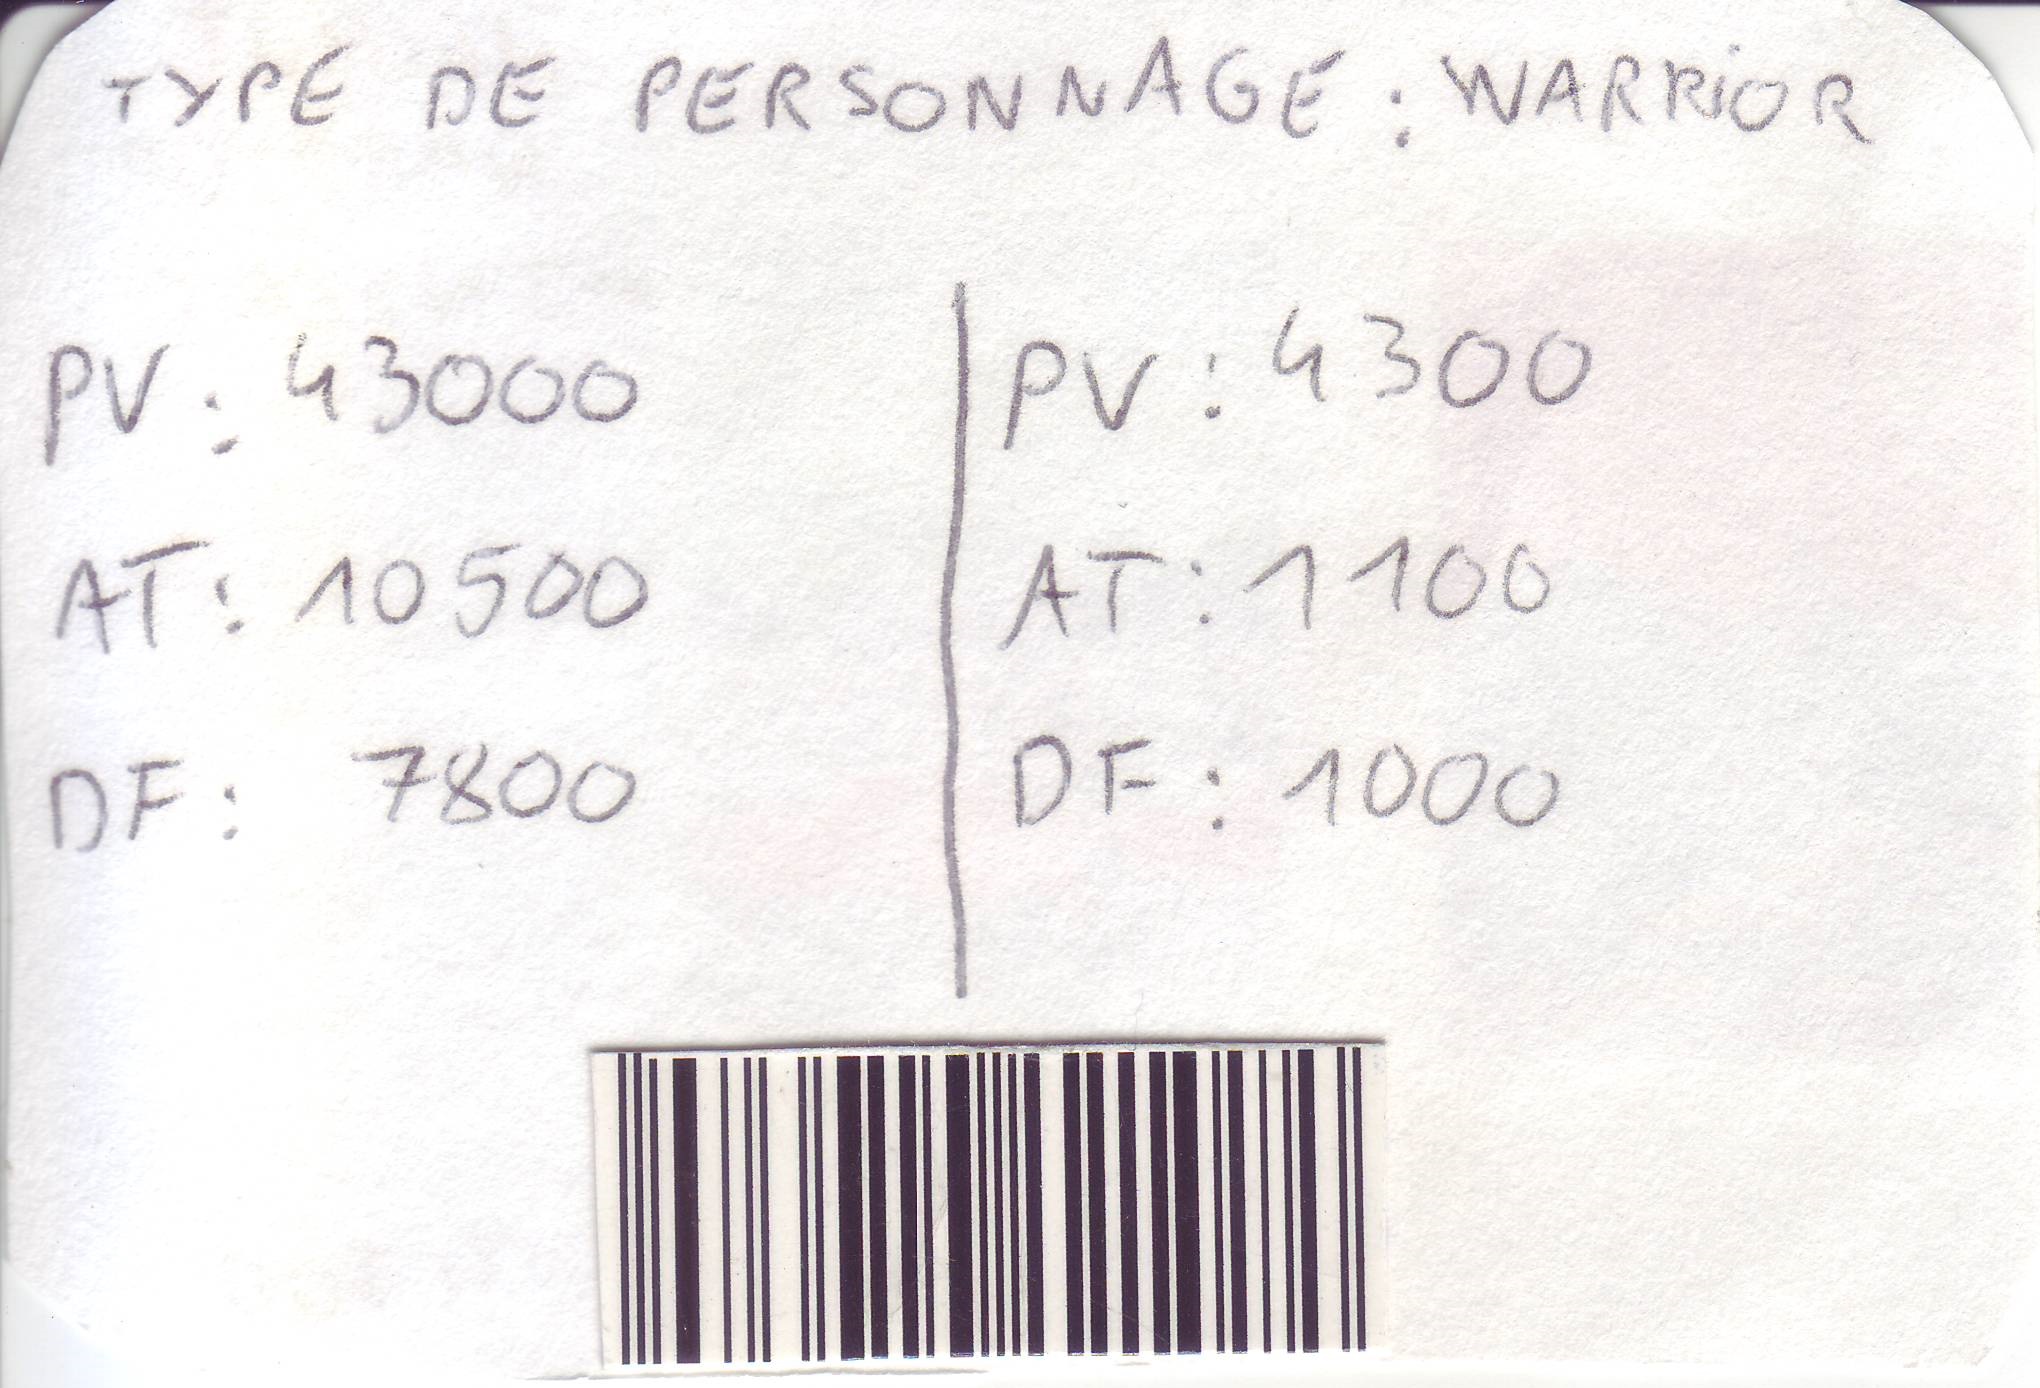 TYPE DE PERSONNAGE : WARRiOR
PV : 43000
AT : 10500
DF : 7800
PV : 4300
AT : 1100
DF : 1000